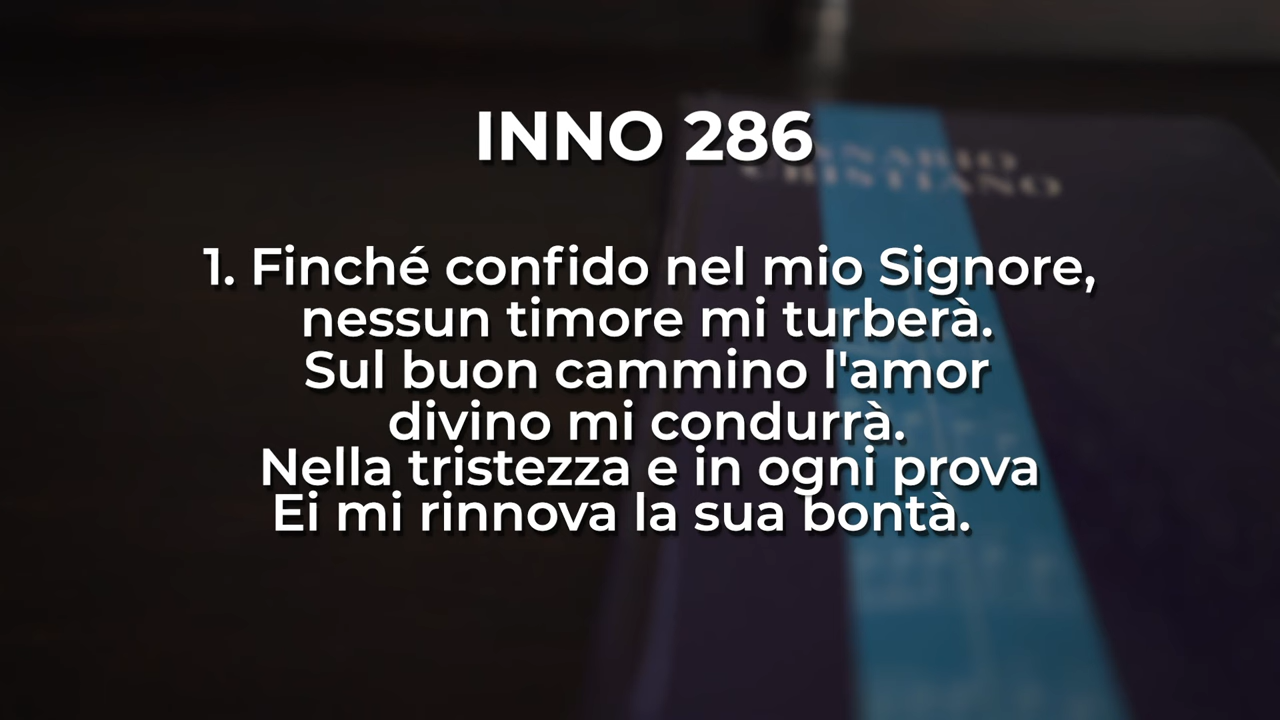 INNO 286
1. Finché confido nel mio Signore,
nessun timore mi turberà.
Sul buon cammino l'amor
divino mi condurrà.
Nella tristezza e in ogni prova
Ei mi rinnova la sua bontà.
CRISTIANO